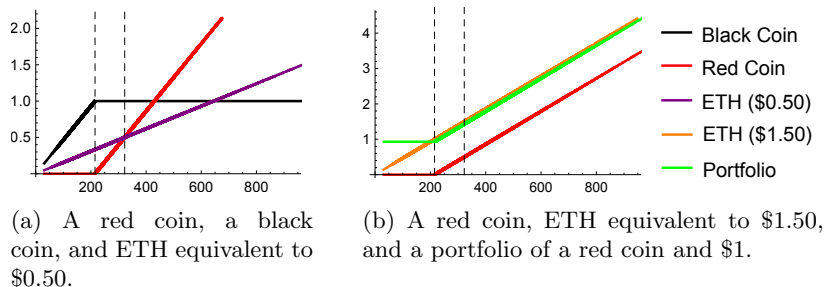 2.0
1.5
1.0
0.5
200 400 600 800
4
3
2
1
0
0 200 400 600 800
Black Coin
Red Coin
ETH ($0.50)
ETH ($1.50)
Portfolio
(a) A red coin, a black
coin, and ETH equivalent to
$0.50.
(b) A red coin, ETH equivalent to $1.50,
and a portfolio of a red coin and $1.